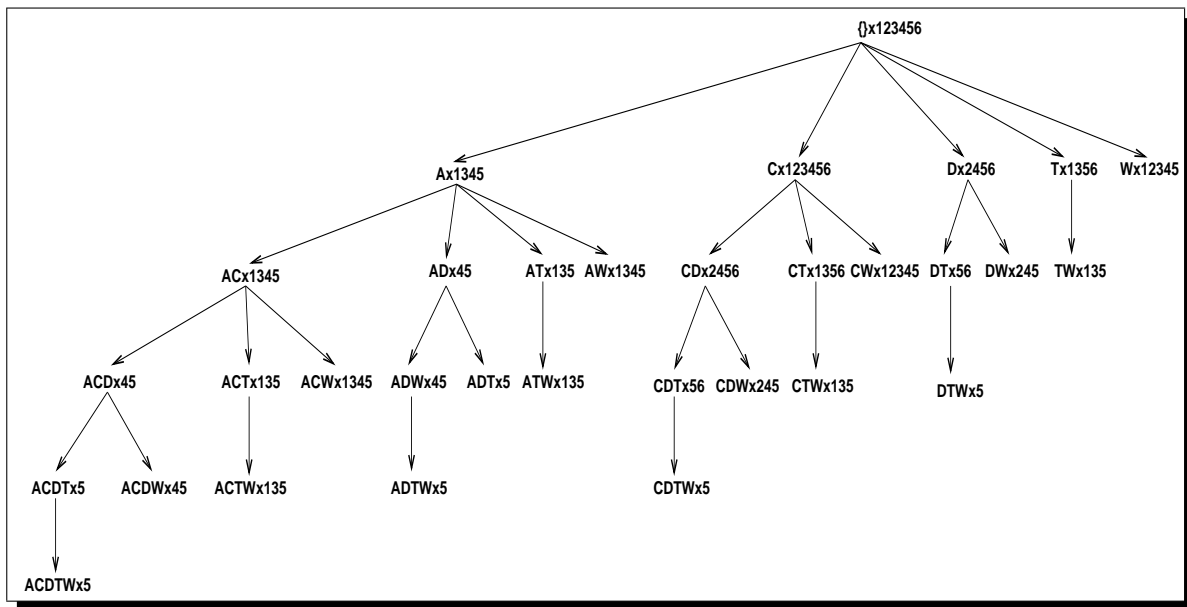 {}x123456
Ax1345
Cx123456
Dx2456
Tx1356
Wx12345
ACx1345
ADx45
ATx135
AWx1345
CDx2456
CTx1356
CWx12345
DTx56
DWx245
TWx135
ACDx45
ACTx135
ACWx1345
ADWx45
ADTx5
ATWx135
CDTx56
CDWx245
CTWx135
DTWx5
ACDTx5
ACDWx45
ACTWx135
ADTWx5
CDTWx5
ACDTWx5